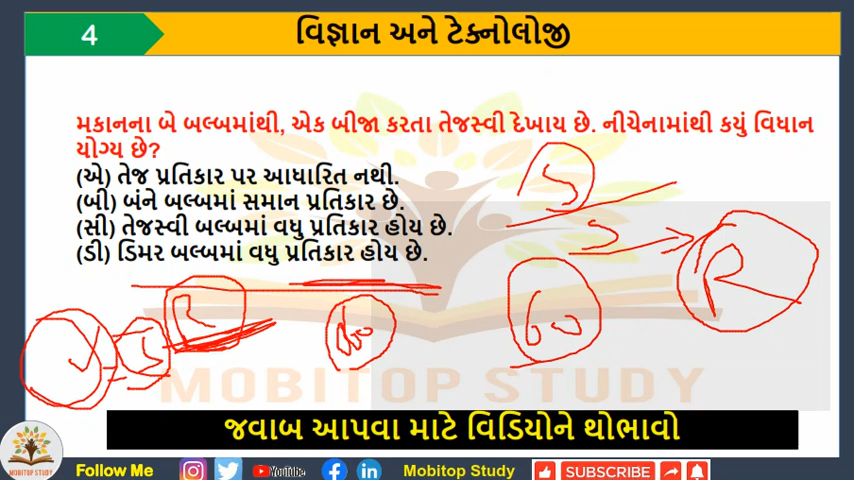 4
વિજ્ઞાન અને ટેક્નોલોજી
મકાનના બે બલ્બમાંથી, એક બીજા કરતા તેજસ્વી દેખાય છે. નીચેનામાંથી કયું વિધાન
યોગ્ય છે?
(એ) તેજ પ્રતિકાર પર આધારિત નથી.
(બી) બંને બલ્બમાં સમાન પ્રતિકાર છે.
(સી) તેજસ્વી બલ્બમાં વધુ પ્રતિકાર હોય છે.
(ડી) ડિમર બલ્બમાં વધુ પ્રતિકાર હોય છે.
5
R
60
MOBITOP STUDY
જવાબ આપવા માટે વિડિયોને થોભાવો
MOBITOP STUDY
Follow Me
YouTube
Mobitop Study
SUBSCRIBE